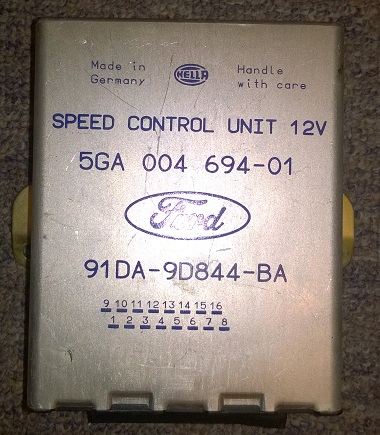 Made in
Germany
HELLA
Handle
with care
SPEED CONTROL UNIT 12V
5GA 004 694-01
Ford
91DA-9D844-BA
9 10 11 12 13 14 15 16
1 2 3 4 5 6 7 8